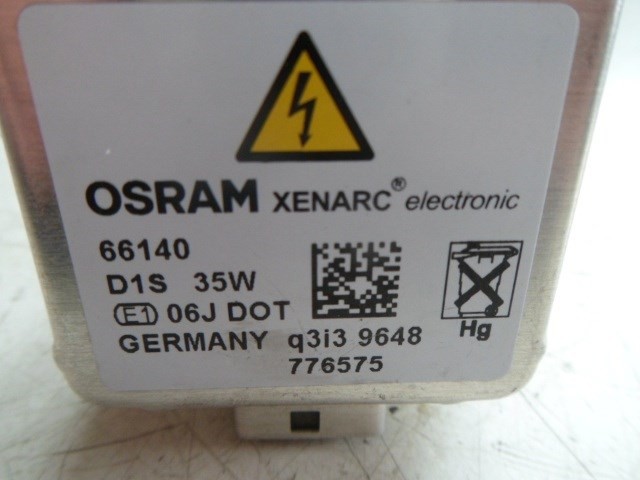 OSRAM XENARC® electronic
66140
D1S 35W
E1 06J DOT
GERMANY q3i3 9648
776575
Hg